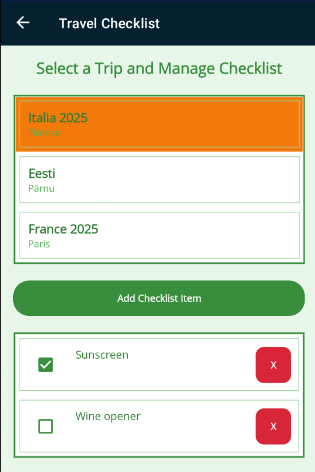 Travel Checklist
Select a Trip and Manage Checklist
Italia 2025
Eesti
Pärnu
France 2025
Paris
Add Checklist Item
Sunscreen
X
Wine opener
X